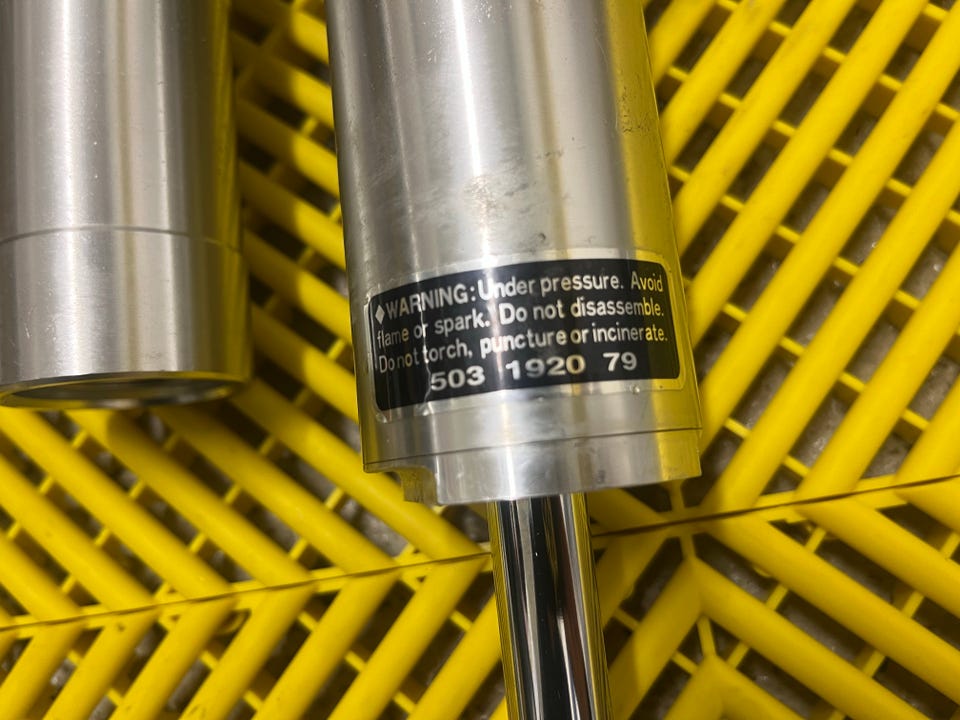 ♦WARNING: Under pressure. Avoid
flame or spark. Do not disassemble.
Do not torch, puncture or incinerate.
503 1920 79